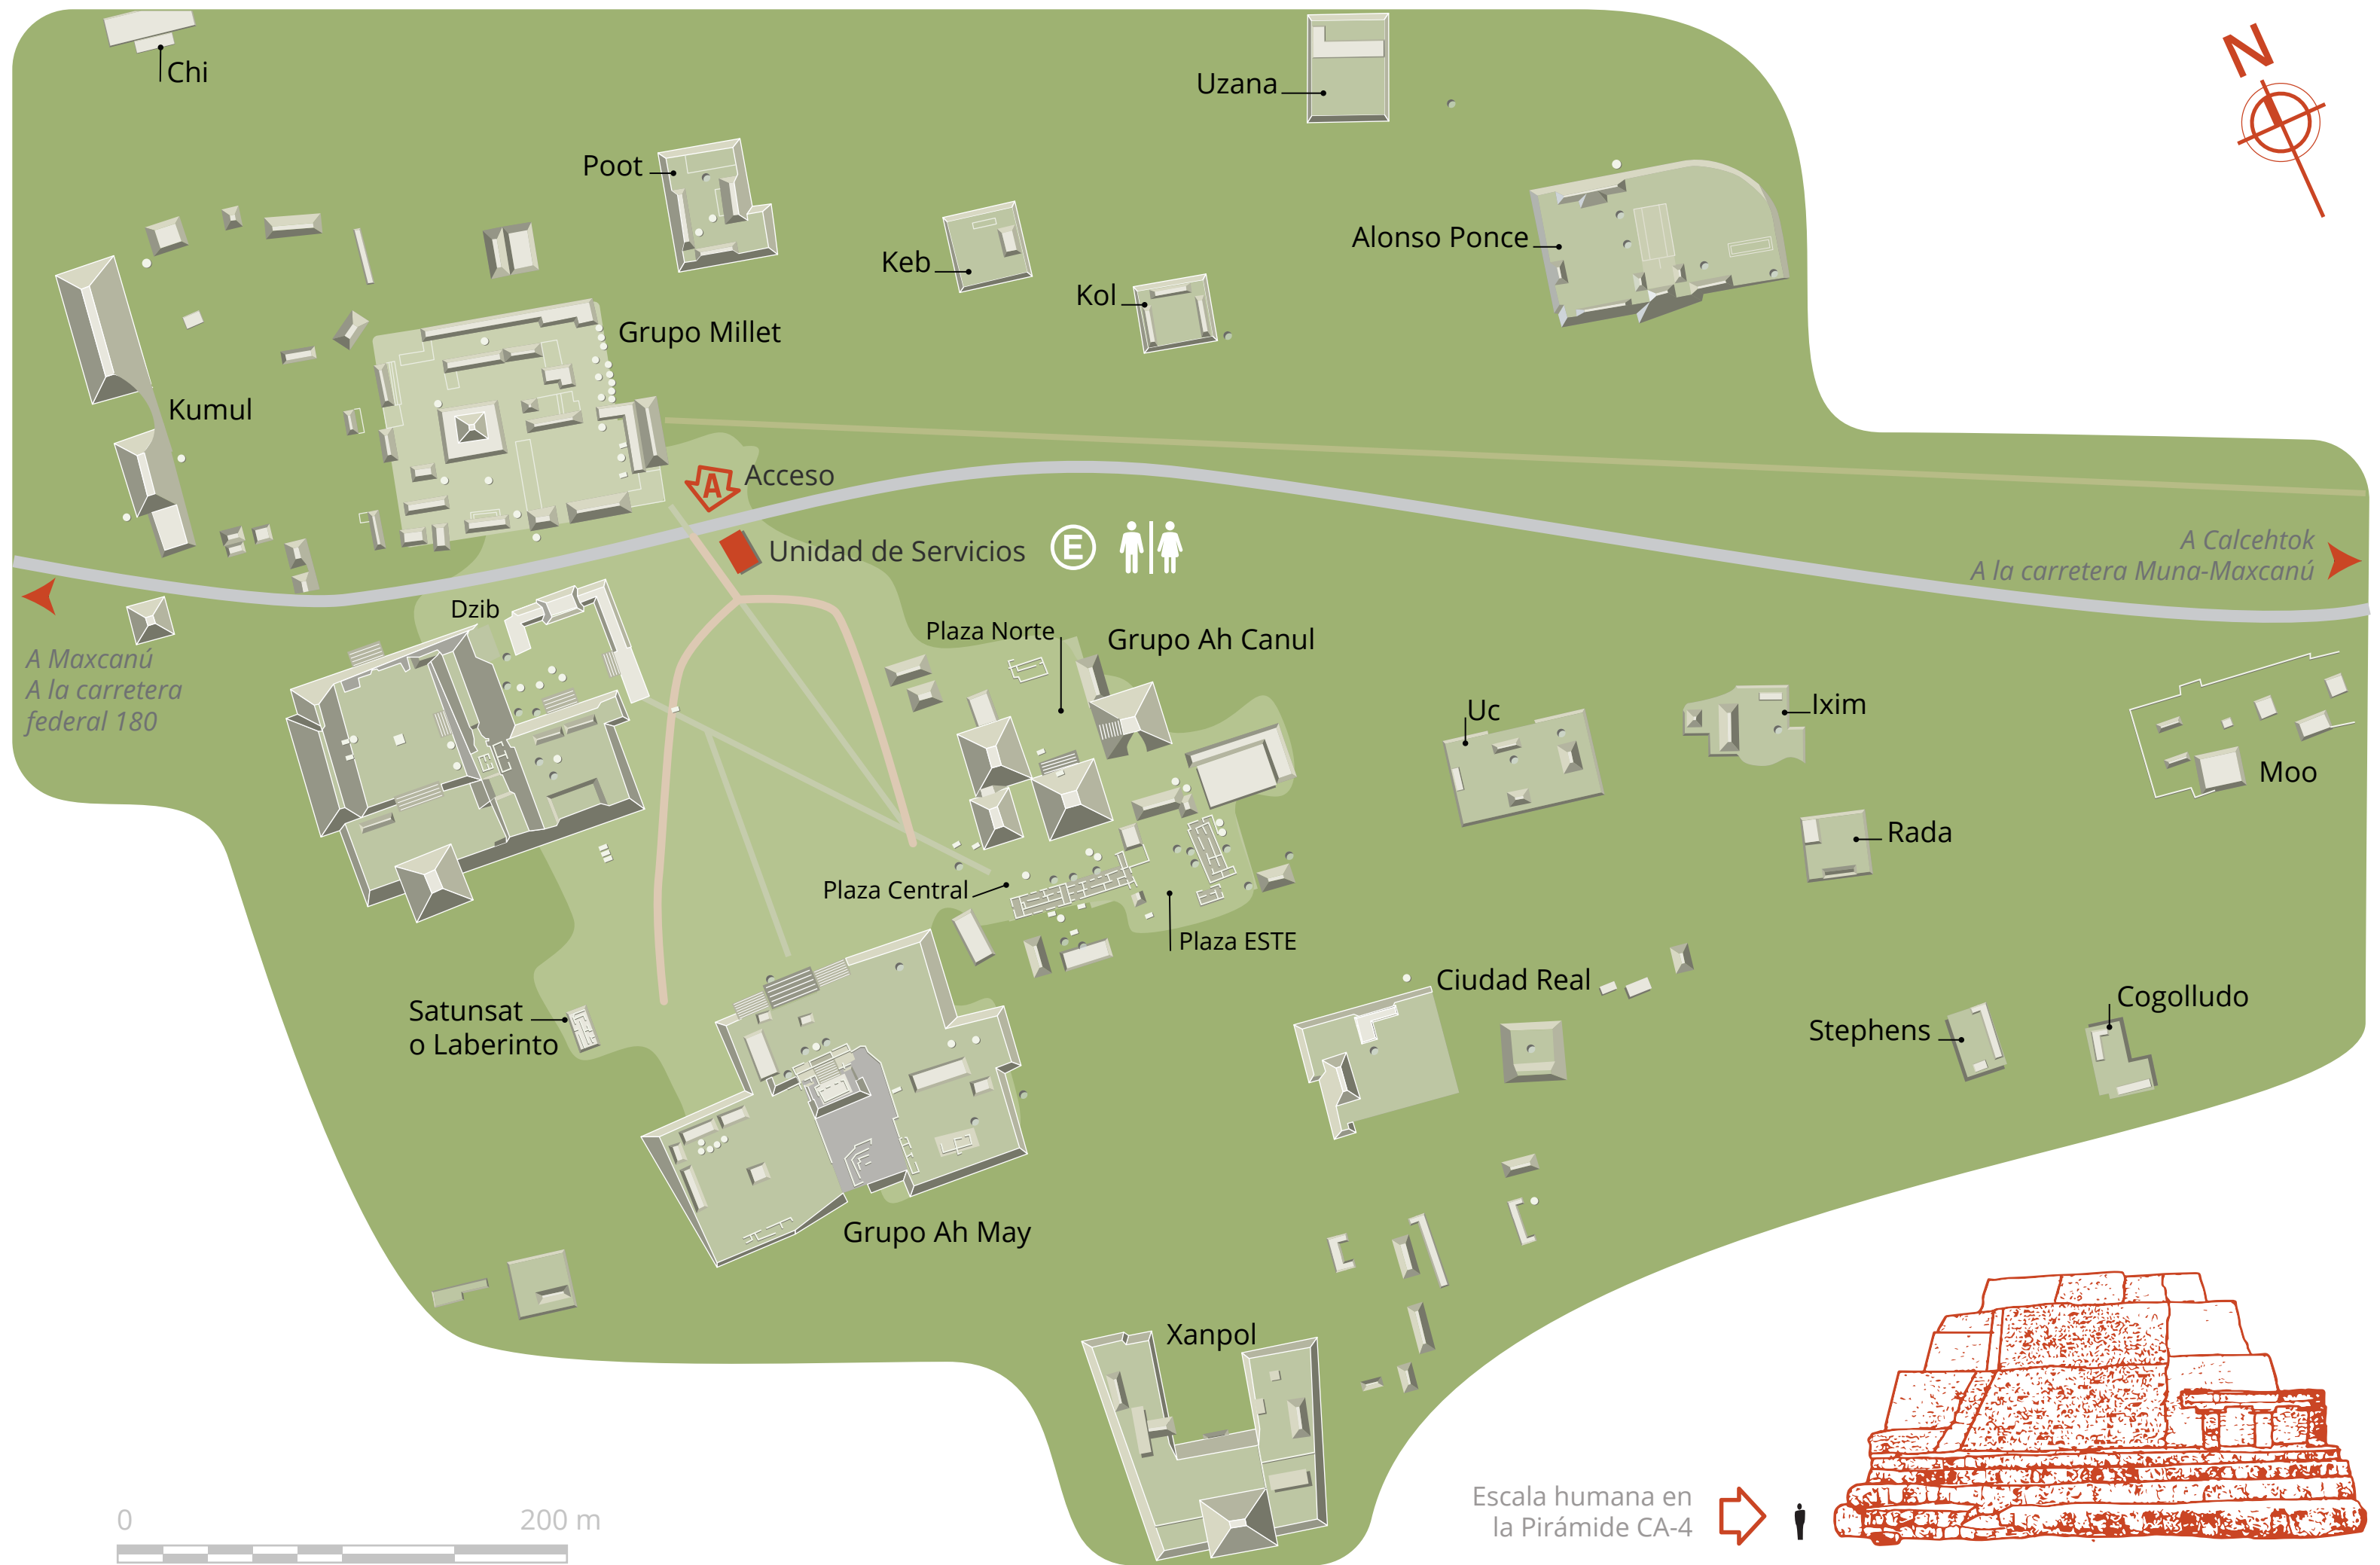 Chi
Uzana
N
Poot
Alonso Ponce
Keb
Kol
Grupo Millet
Kumul
A
Acceso
Unidad de Servicios
E
A Calcehtok
A la carretera Muna-Maxcanú
Dzib
Plaza Norte
Grupo Ah Canul
A Maxcanú
A la carretera
federal 180
Uc
Ixim
Moo
Rada
Plaza Central
Plaza ESTE
Ciudad Real
Cogolludo
Satunsat
o Laberinto
Stephens
Grupo Ah May
Xanpol
Escala humana en
la Pirámide CA-4
0
200 m